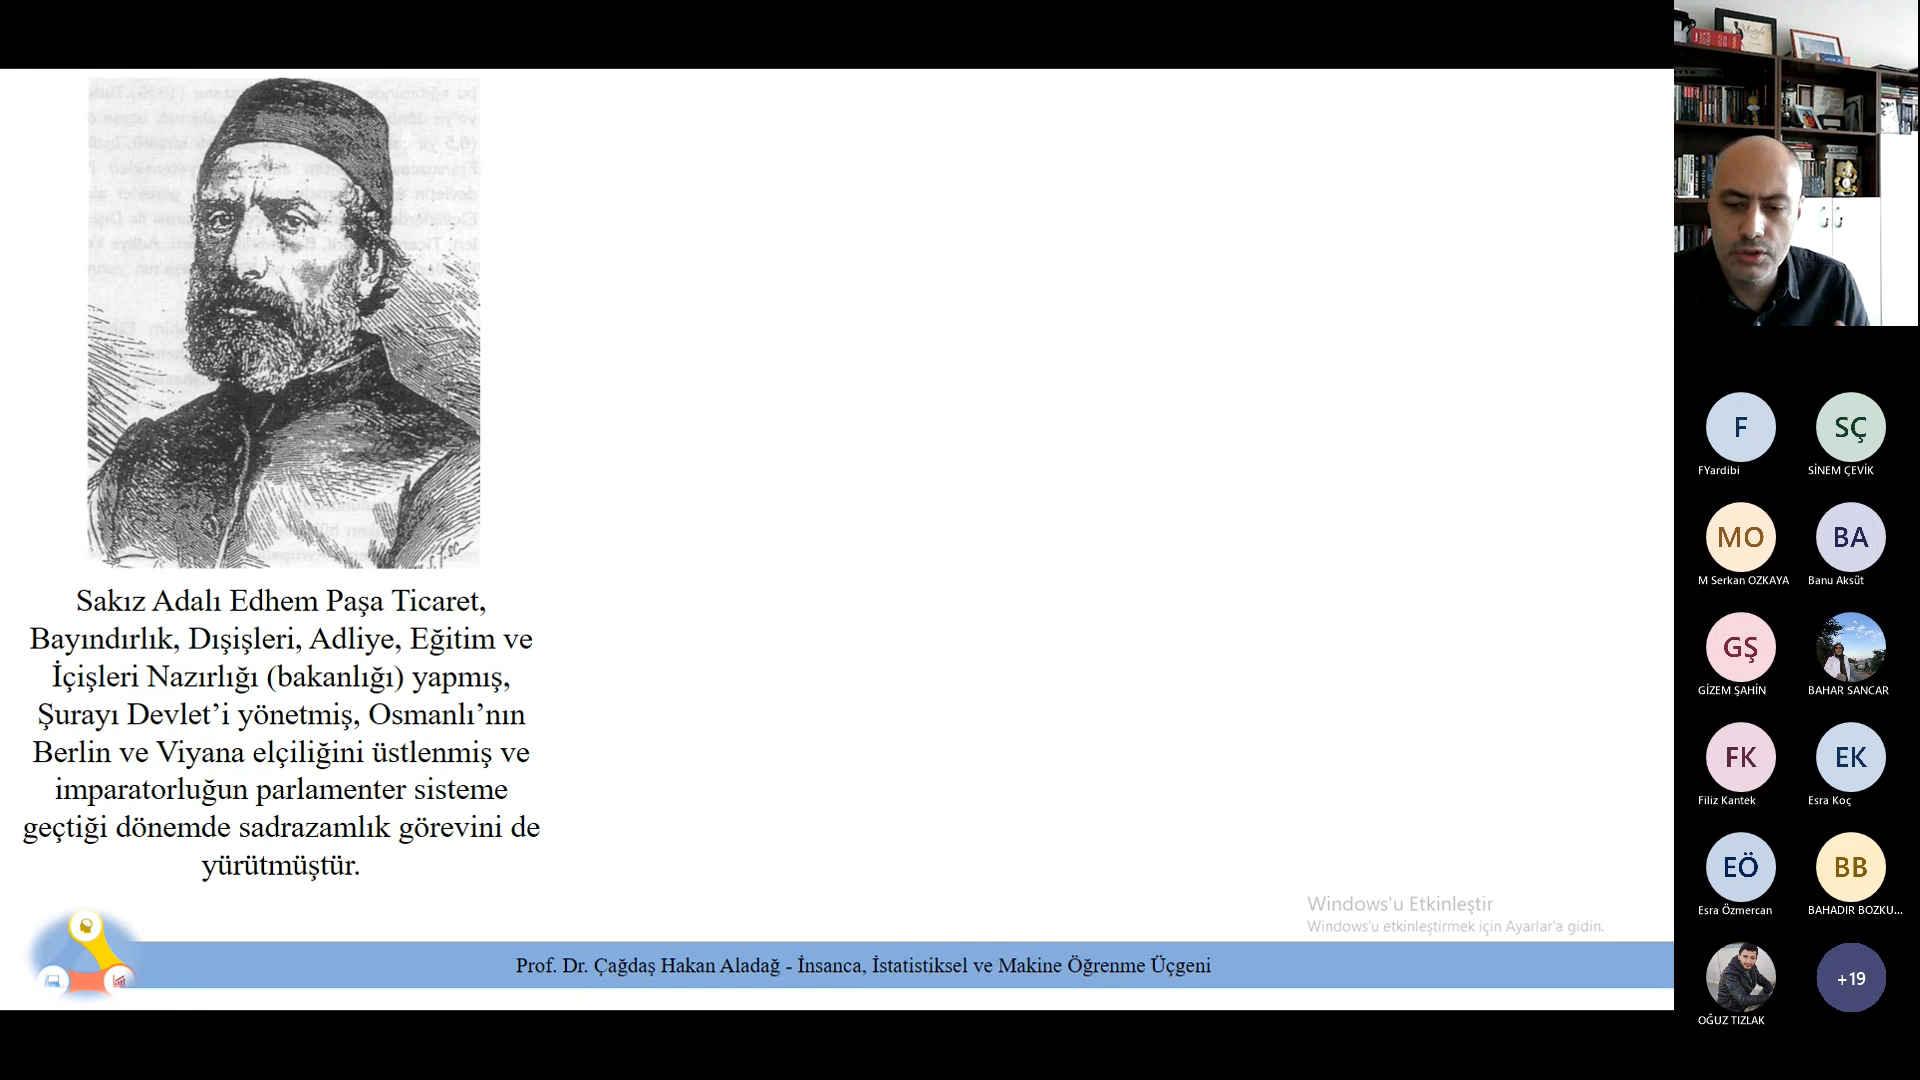 Sakız Adalı Edhem Paşa Ticaret,
Bayındırlık, Dışişleri, Adliye, Eğitim ve
İçişleri Nazırlığı (bakanlığı) yapmış,
Şurayı Devlet’i yönetmiş, Osmanlı’nın
Berlin ve Viyana elçiliğini üstlenmiş ve
imparatorluğun parlamenter sisteme
geçtiği dönemde sadrazamlık görevini de
yürütmüştür.
Windows'u Etkinleştir
Windows'u etkinleştirmek için Ayarlar'a gidin.
Prof. Dr. Çağdaş Hakan Aladağ - İnsanca, İstatistiksel ve Makine Öğrenme Üçgeni
F
SÇ
FYardibi
SİNEM ÇEVİK
MO
BA
M Serkan OZKAYA
Banu Aksüt
GŞ
GİZEM ŞAHİN
BAHAR SANCAR
FK
EK
Filiz Kantek
Esra Koç
EÖ
BB
Esra Özmercan
BAHADIR BOZKU...
+19
OĞUZ TIZLAK